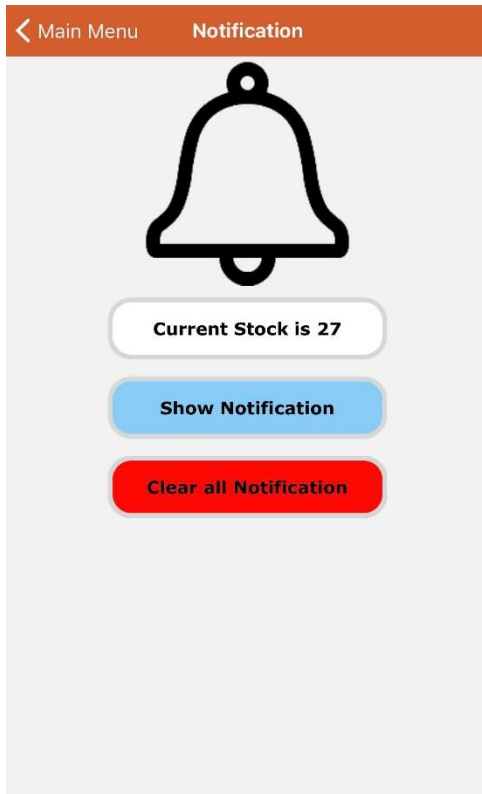 Main Menu Notification
Current Stock is 27
Show Notification
Clear all Notification